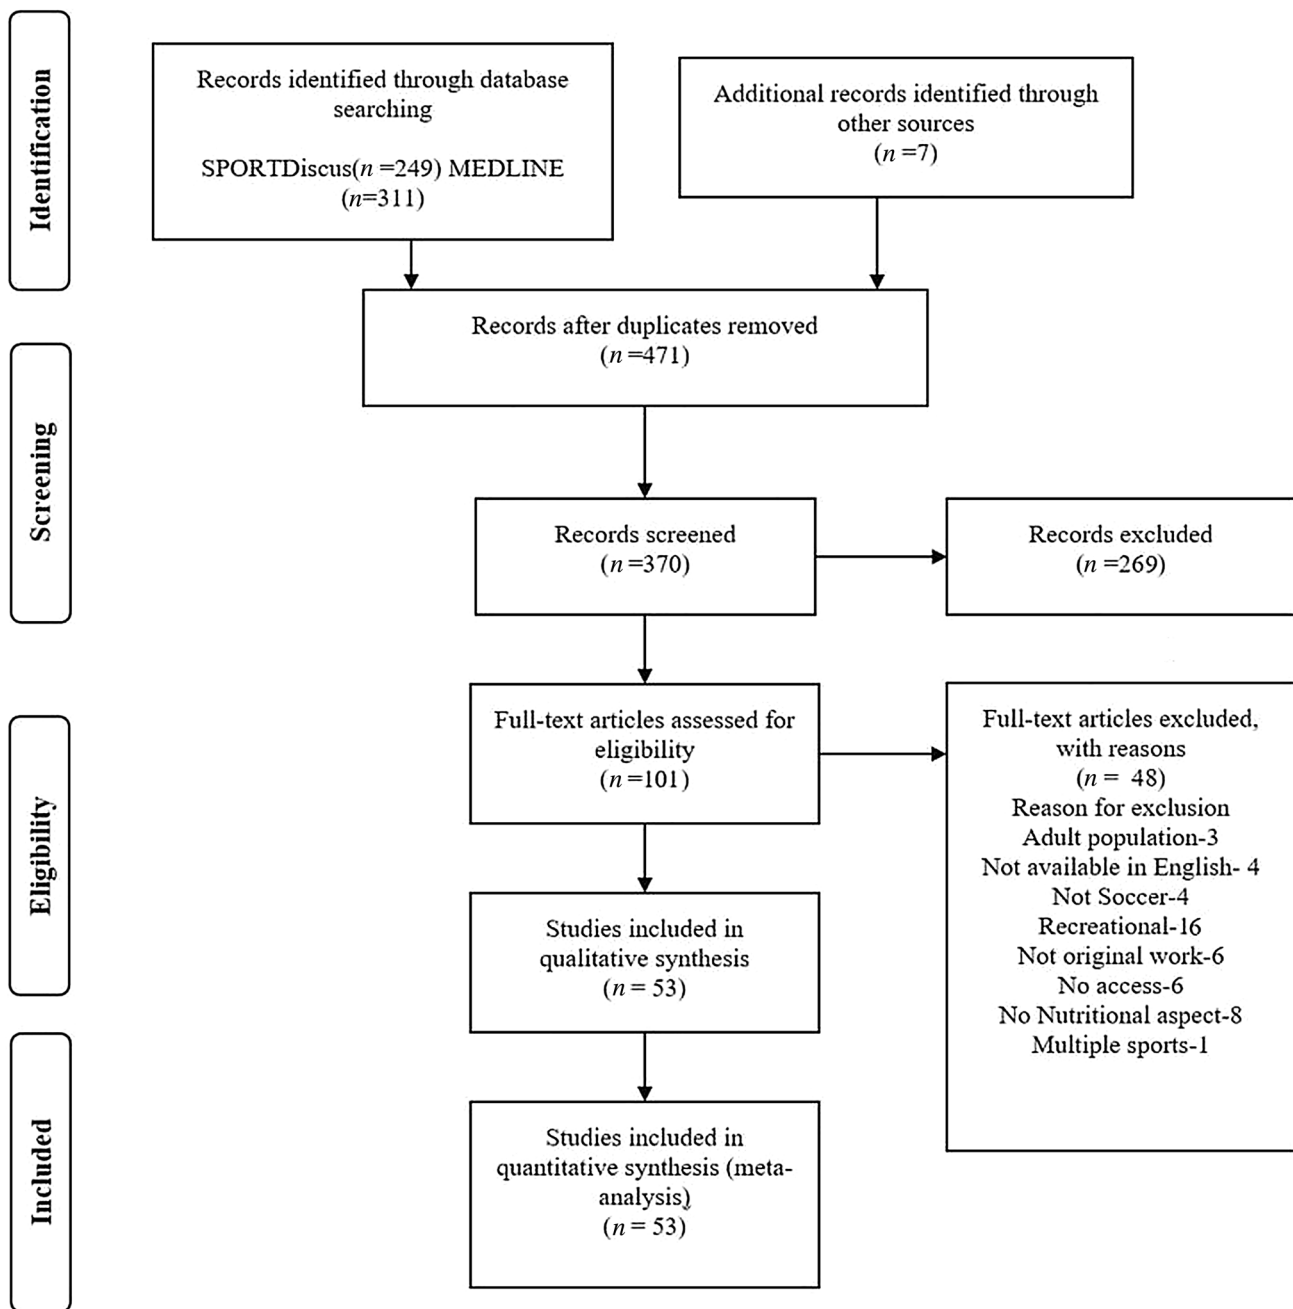 Identification
Records identified through database
searching
SPORTDiscus(n =249) MEDLINE
(n=311)
Additional records identified through
other sources
(n =7)
Records after duplicates removed
(n =471)
Screening
Records screened
(n =370)
Records excluded
(n =269)
Eligibility
Full-text articles assessed for
eligibility
(n =101)
Full-text articles excluded,
with reasons
(n = 48)
Reason for exclusion
Adult population-3
Not available in English- 4
Not Soccer-4
Recreational-16
Not original work-6
No access-6
No Nutritional aspect-8
Multiple sports-1
Studies included in
qualitative synthesis
(n = 53)
Included
Studies included in
quantitative synthesis (meta-
analysis)
(n = 53)